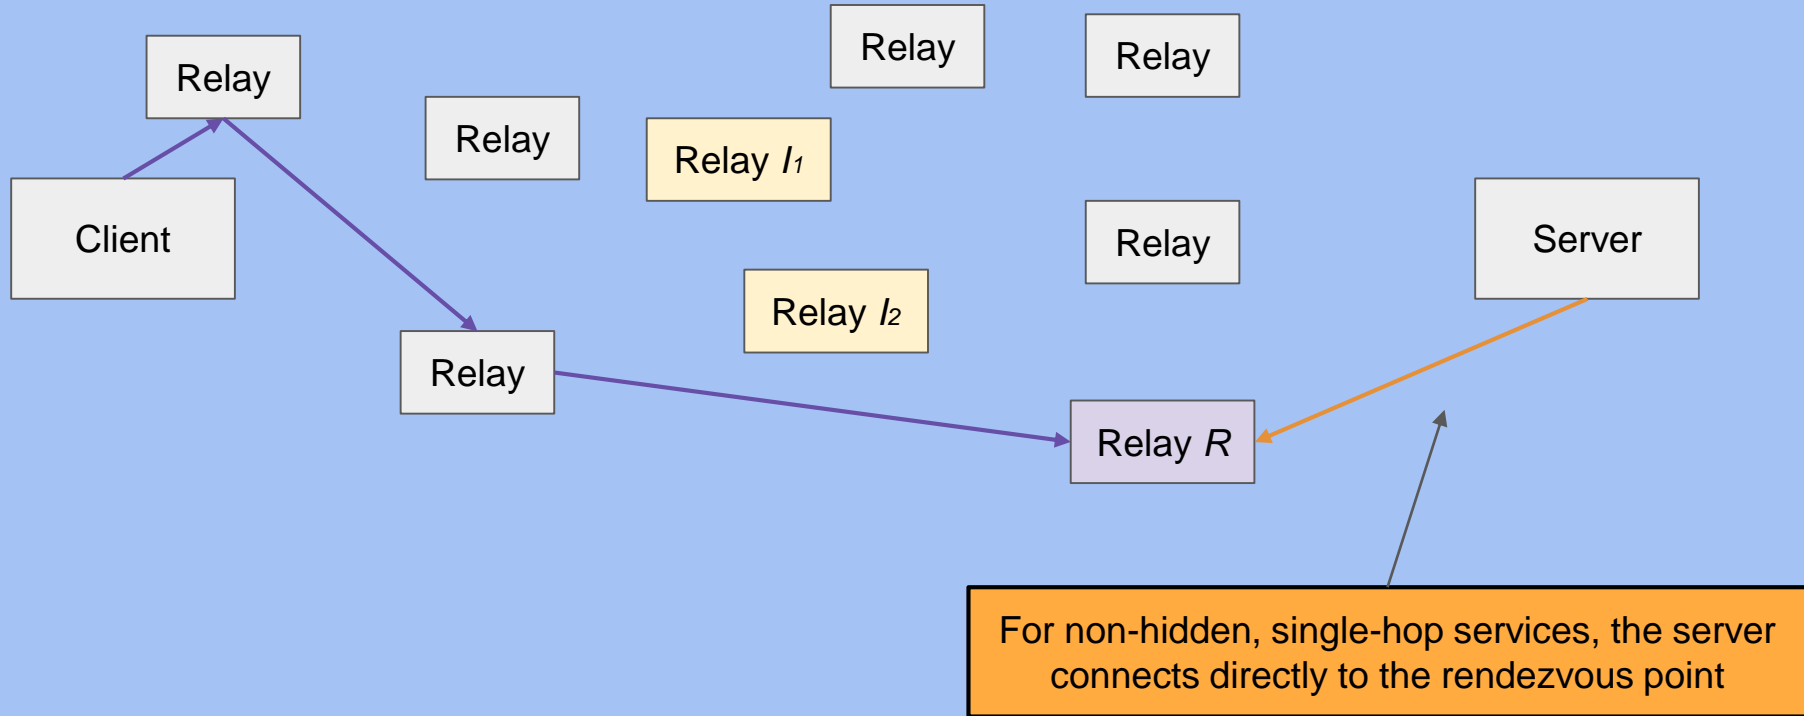 Relay
Relay
Relay
Relay
Relay I1
Client
Relay
Server
Relay I2
Relay
Relay R
For non-hidden, single-hop services, the server
connects directly to the rendezvous point